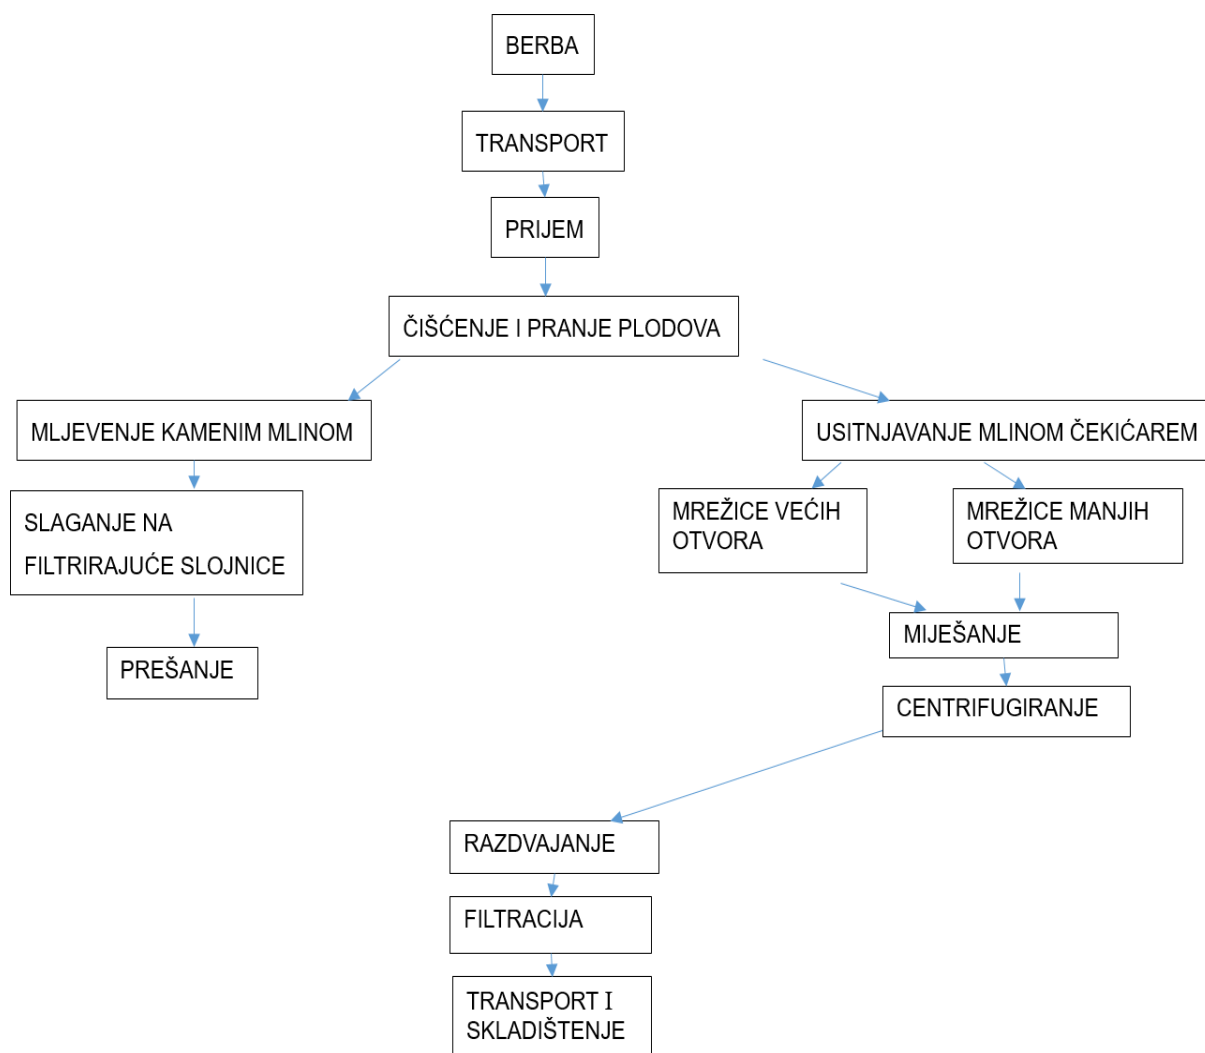 BERBA
TRANSPORT
PRIJEM
ČIŠĆENJE I PRANJE PLODOVA
MLJEVENJE KAMENIM MLINOM
USITNJAVANJE MLINOM ČEKIĆAREM
SLAGANJE NA
FILTRIRAJUĆE SLOJNICE
MREŽICE VEĆIH
OTVORA
MREŽICE MANJIH
OTVORA
MIJEŠANJE
PREŠANJE
CENTRIFUGIRANJE
RAZDVAJANJE
FILTRACIJA
TRANSPORT I
SKLADIŠTENJE